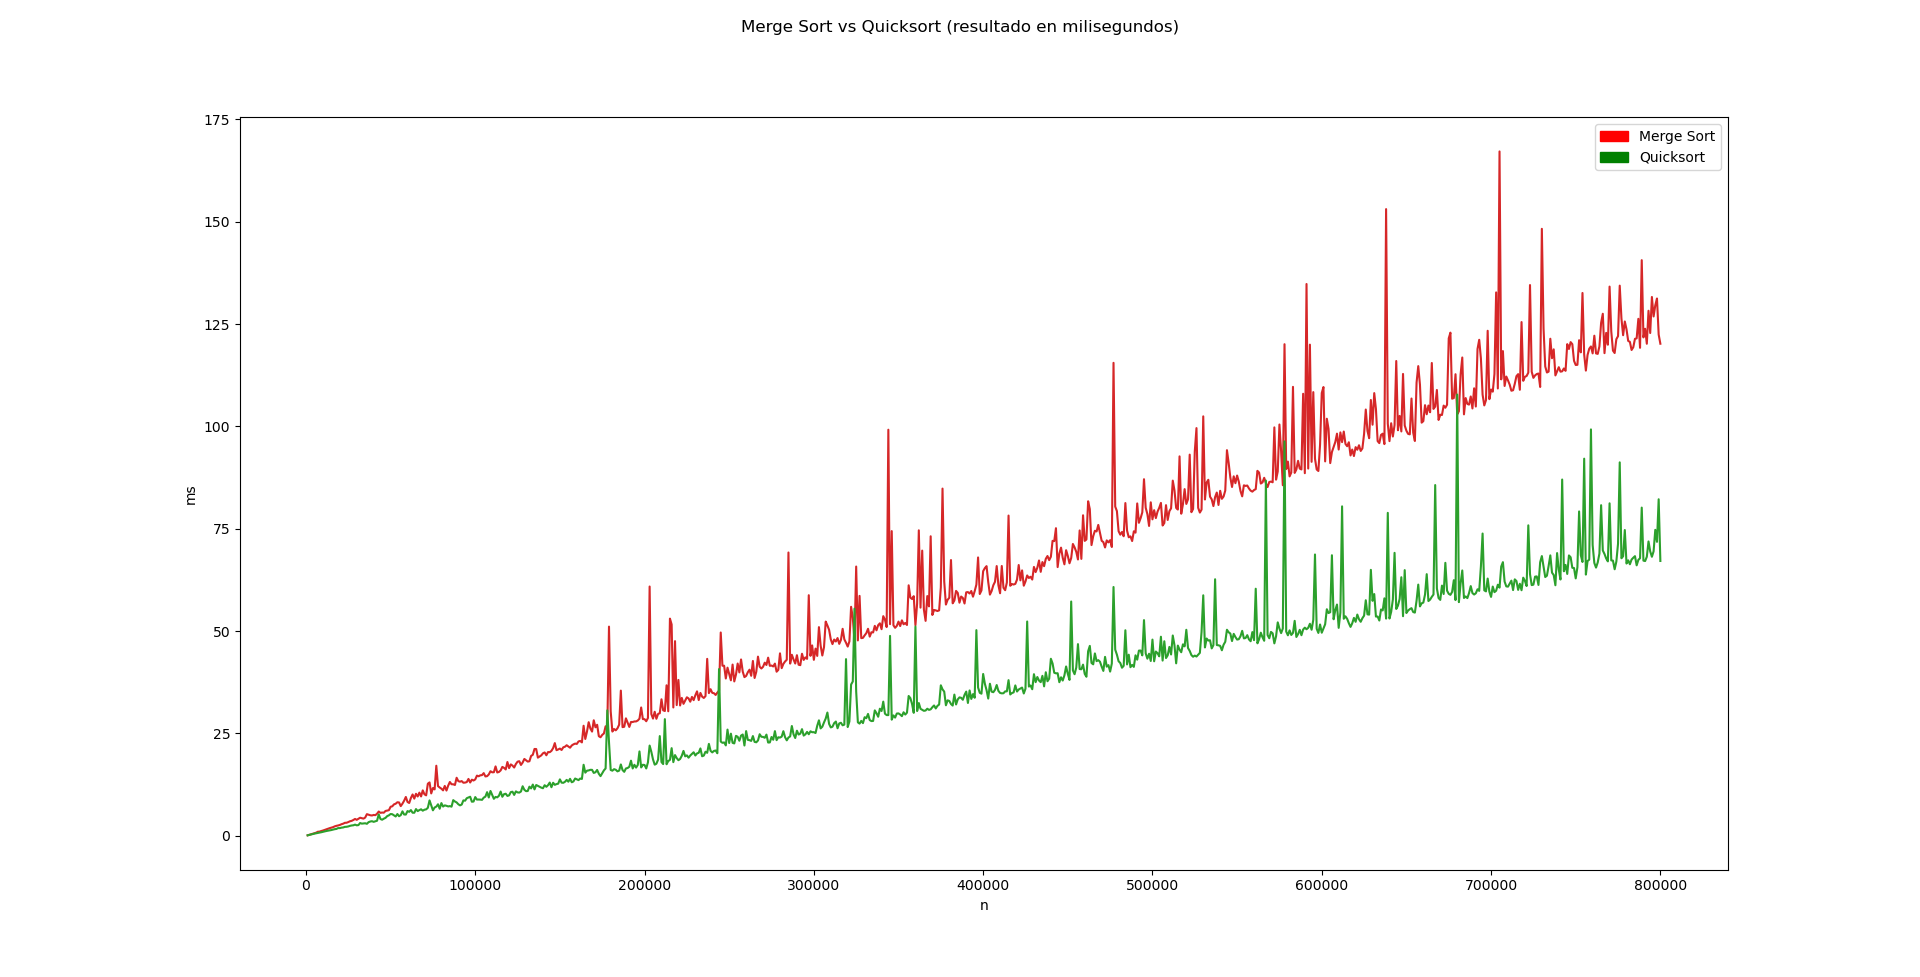 Merge Sort vs Quicksort (resultado en milisegundos)
175
150
125
100
75
50
25
0
ms
Merge Sort
Quicksort
0 100000 200000 300000 400000 500000 600000 700000 800000
n